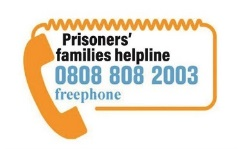 Prisoners'
families helpline
0808 808 2003
freephone